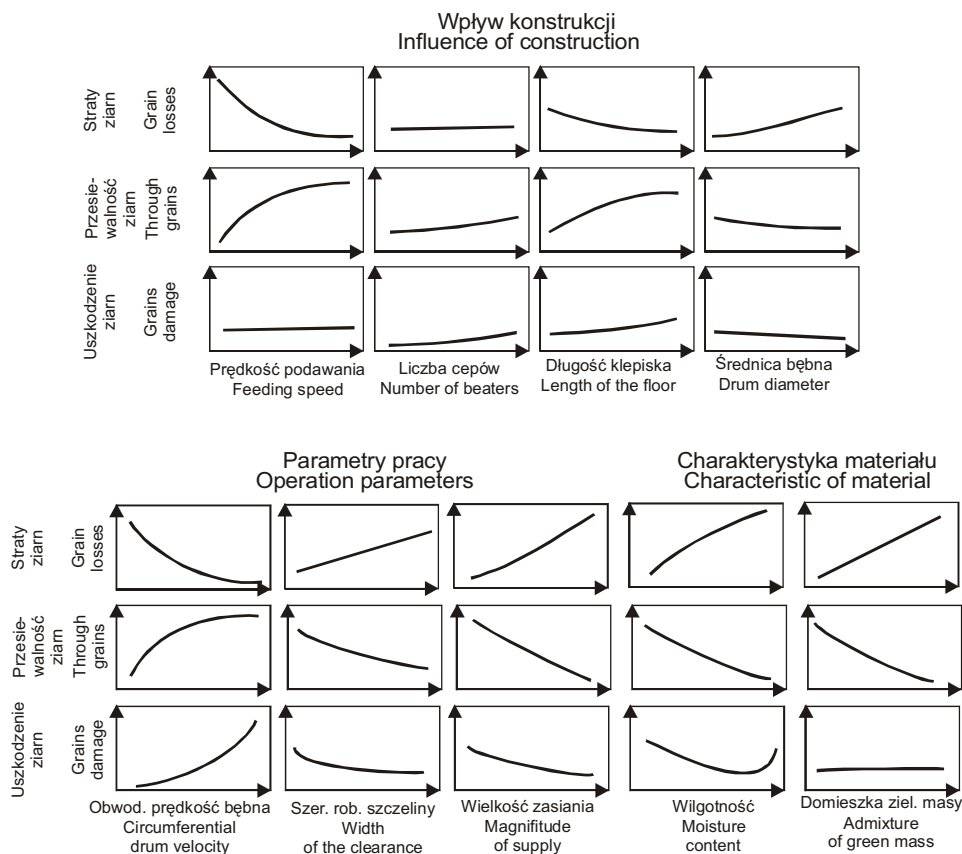 Wpływ konstrukcji
Influence of construction
Straty
ziarn
Grain
losses
Przesie-
walność
ziarn
Through
grains
Uszkodzenie
ziarn
Grains
damage
Prędkość podawania
Feeding speed
Liczba cepów
Number of beaters
Długość klepiska
Length of the floor
Średnica bębna
Drum diameter
Parametry pracy
Operation parameters
Charakterystyka materiału
Characteristic of material
Straty
ziarn
Grain
losses
Przesie-
walność
ziarn
Through
grains
Uszkodzenie
ziarn
Grains
damage
Obwod. prędkość bębna
Circumferential
drum velocity
Szer. rob. szczeliny
Width
of the clearance
Wielkość zasiania
Magnifitude
of supply
Wilgotność
Moisture
content
Domieszka ziel. masy
Admixture
of green mass